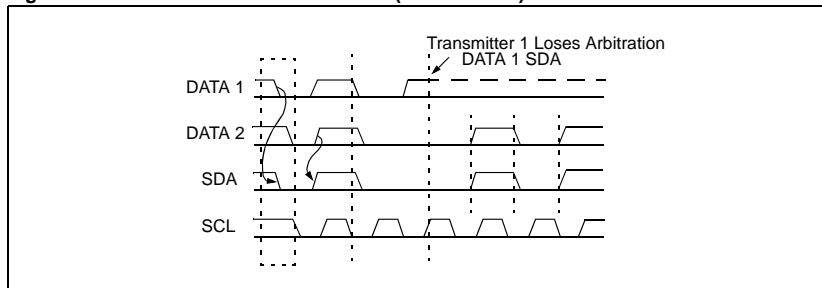 Transmitter 1 Loses Arbitration
DATA 1 SDA
DATA 1
DATA 2
SDA
SCL